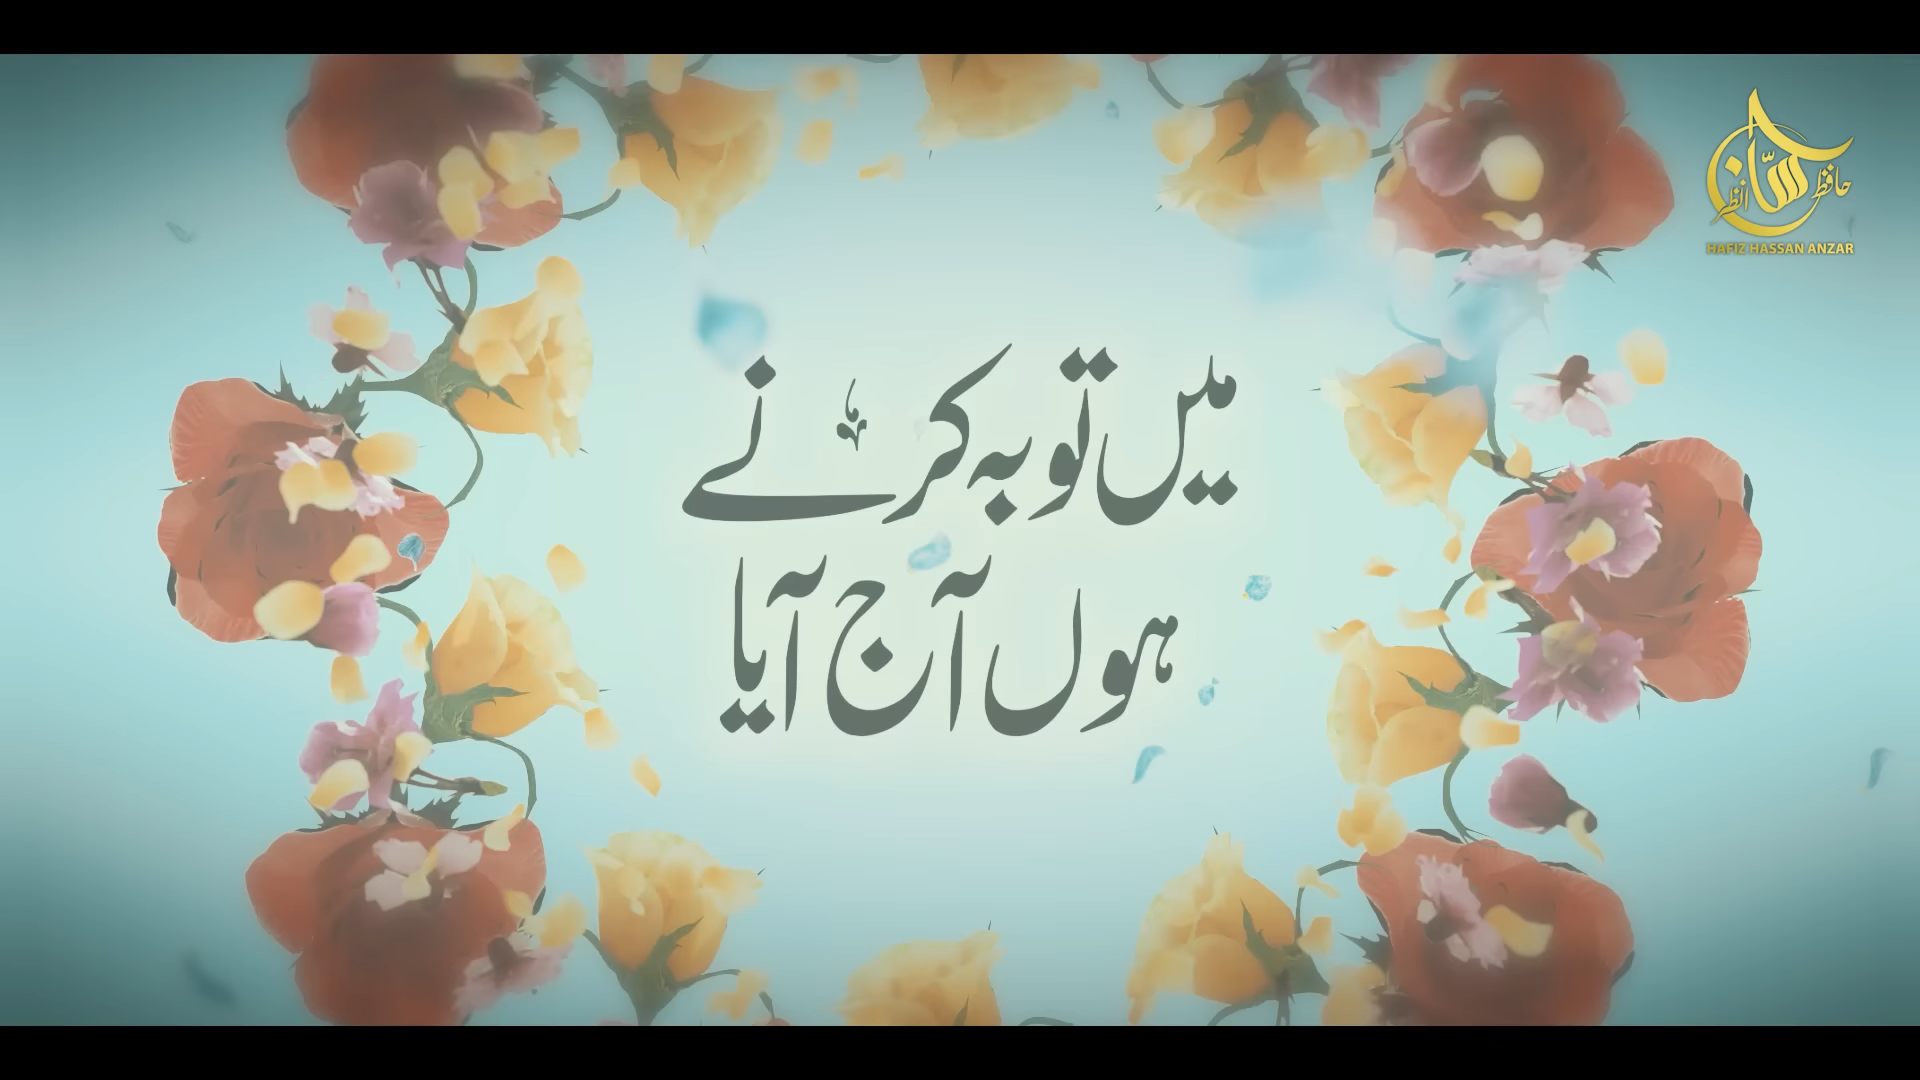 میں توبہ کرنے
ہوں آج آیا
حافظ حسان انظر
HAFIZ HASSAN ANZAR